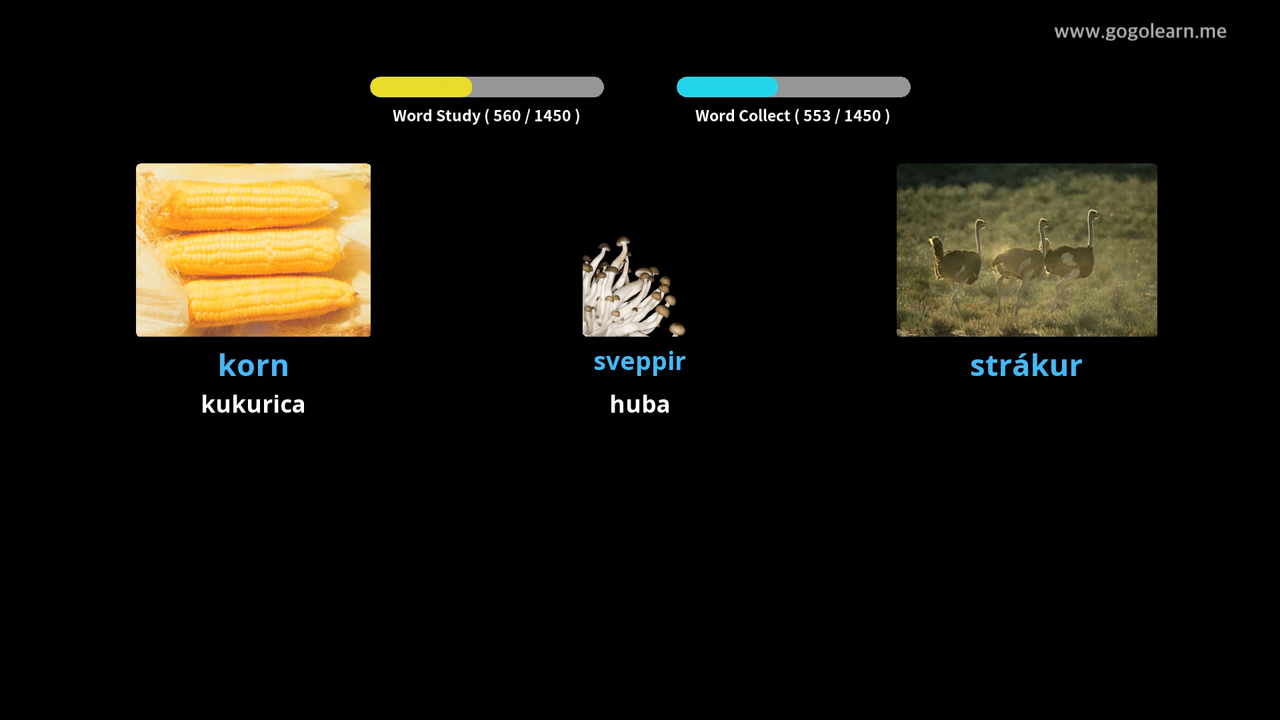 www.gogolearn.me
Word Study ( 560 / 1450 )
Word Collect ( 553 / 1450 )
korn
sveppir
strákur
kukurica
huba